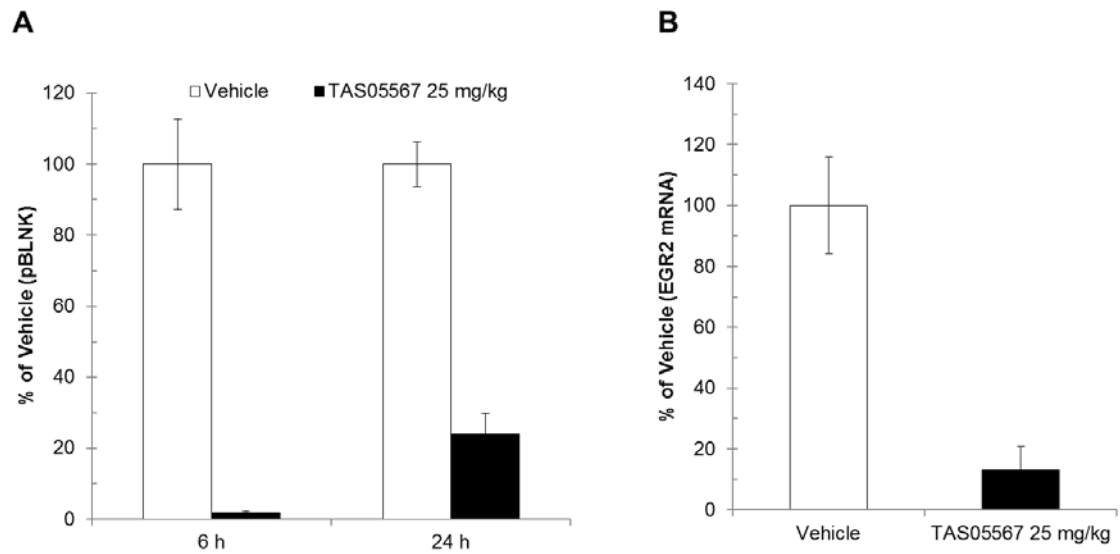 A
Vehicle
TAS05567 25 mg/kg
% of Vehicle (pBLNK)
120
100
80
60
40
20
0
6 h
24 h
B
% of Vehicle (EGR2 mRNA)
140
120
100
80
60
40
20
0
Vehicle
TAS05567 25 mg/kg